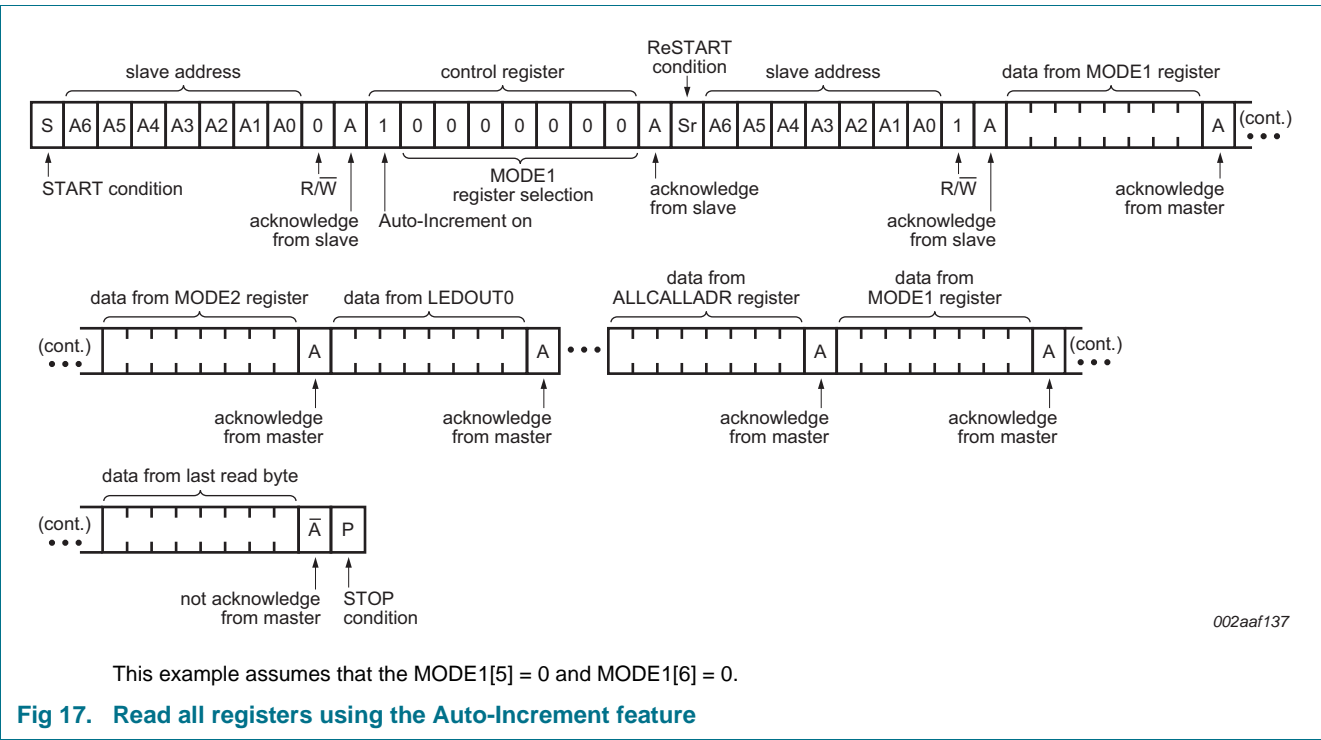 ReSTART
condition
slave address
control register
slave address
data from MODE1 register
S A6 A5 A4 A3 A2 A1 A0 0 A 1 0 0 0 0 0 0 0 A Sr A6 A5 A4 A3 A2 A1 A0 1 A A (cont.)
START condition
R/W̅
acknowledge
from slave
Auto-Increment on
MODE1
register selection
acknowledge
from slave
R/W̅
acknowledge
from slave
acknowledge
from master
data from MODE2 register
data from LEDOUT0
data from
ALLCALLADR register
data from
MODE1 register
(cont.) A A A A (cont.)
acknowledge
from master
acknowledge
from master
acknowledge
from master
acknowledge
from master
data from last read byte
(cont.) A̅ P
not acknowledge
from master
STOP
condition
002aaf137
This example assumes that the MODE1[5] = 0 and MODE1[6] = 0.
Fig 17. Read all registers using the Auto-Increment feature